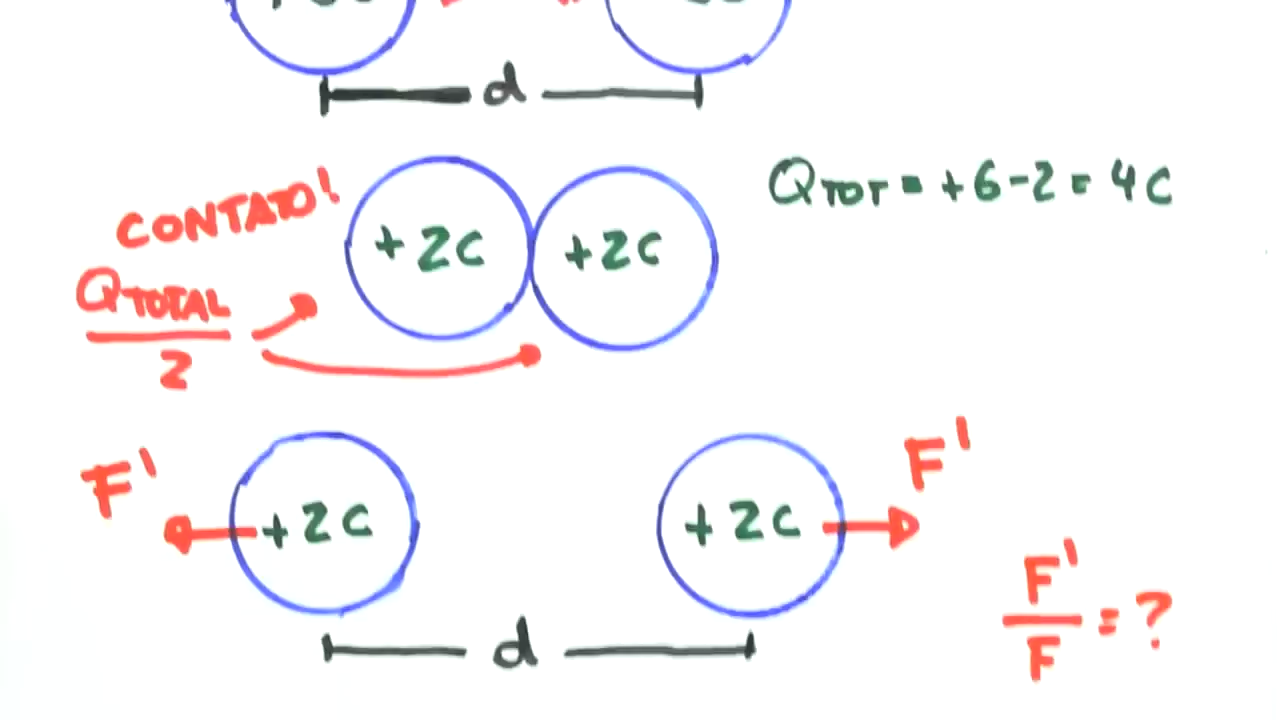 d
CONTATO!
QTOTAL
2
+2C
+2C
QTOT = +6-2 = 4C
F'
+2C
+2C
F'
d
F'
F
= ?